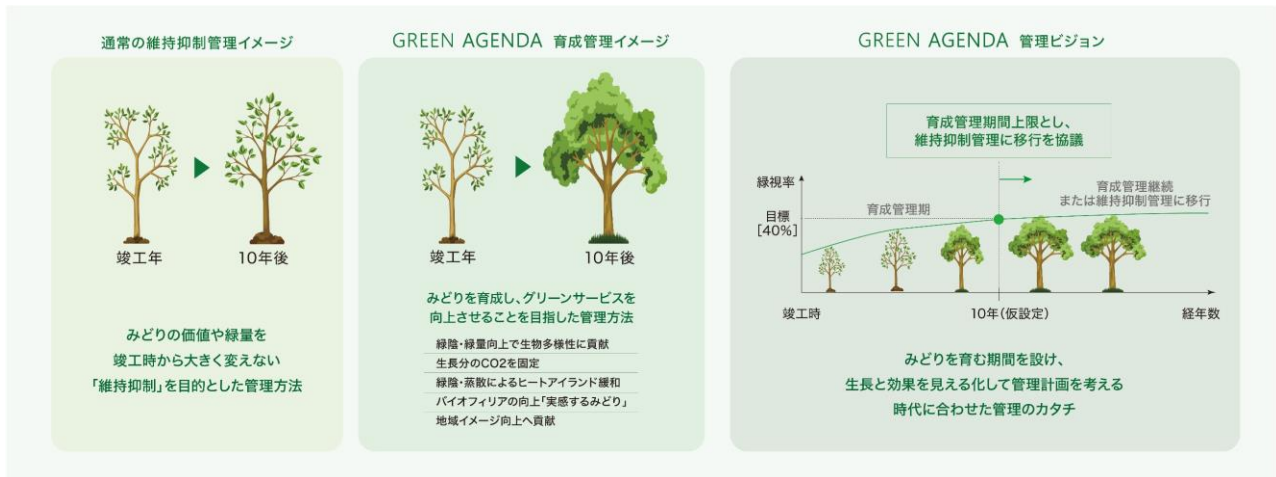 通常の維持抑制管理イメージ
竣工年
10年後
みどりの価値や緑量を
竣工時から大きく変えない
「維持抑制」を目的とした管理方法
GREEN AGENDA 育成管理イメージ
竣工年
10年後
みどりを育成し、グリーンサービスを
向上させることを目指した管理方法
緑陰・緑量向上で生物多様性に貢献
生長分のCO2を固定
緑陰・蒸散によるヒートアイランド緩和
バイオフィリアの向上「実感するみどり」
地域イメージ向上へ貢献
GREEN AGENDA 管理ビジョン
育成管理期間上限とし、
維持抑制管理に移行を協議
緑視率
目標
[40%]
育成管理期
育成管理継続
または維持抑制管理に移行
竣工時
10年(仮設定)
経年数
みどりを育む期間を設け、
生長と効果を見える化して管理計画を考える
時代に合わせた管理のカタチ